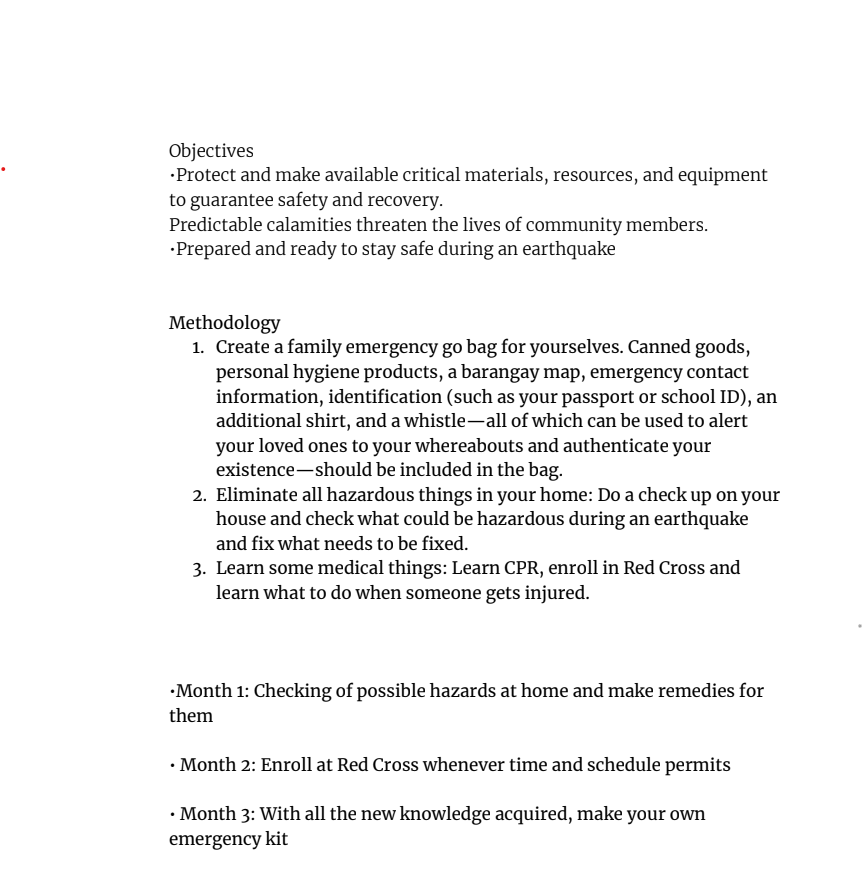 Objectives
•Protect and make available critical materials, resources, and equipment
to guarantee safety and recovery.
Predictable calamities threaten the lives of community members.
•Prepared and ready to stay safe during an earthquake
Methodology
1. Create a family emergency go bag for yourselves. Canned goods,
personal hygiene products, a barangay map, emergency contact
information, identification (such as your passport or school ID), an
additional shirt, and a whistle—all of which can be used to alert
your loved ones to your whereabouts and authenticate your
existence—should be included in the bag.
2. Eliminate all hazardous things in your home: Do a check up on your
house and check what could be hazardous during an earthquake
and fix what needs to be fixed.
3. Learn some medical things: Learn CPR, enroll in Red Cross and
learn what to do when someone gets injured.
•Month 1: Checking of possible hazards at home and make remedies for
them
• Month 2: Enroll at Red Cross whenever time and schedule permits
• Month 3: With all the new knowledge acquired, make your own
emergency kit